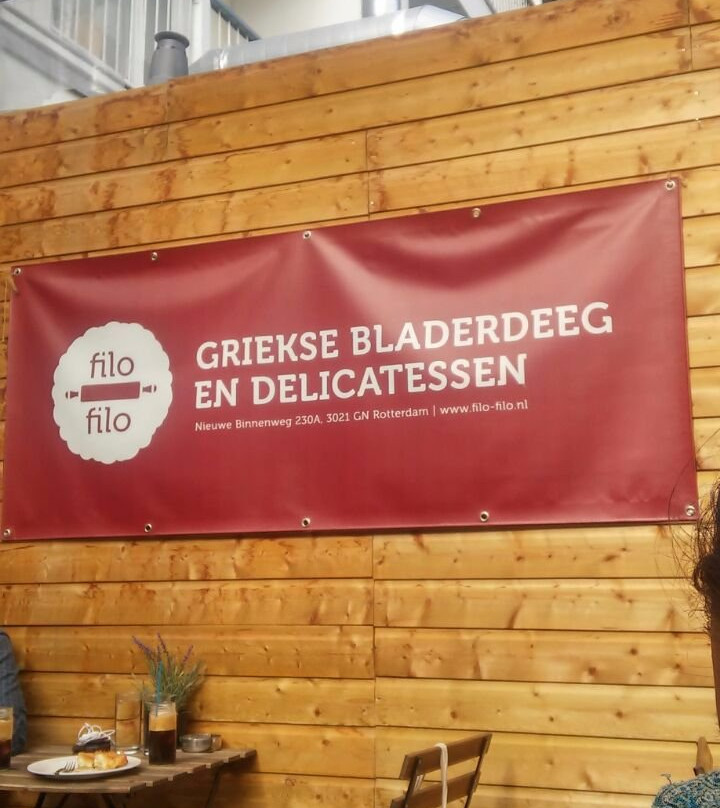 filo
filo
GRIEKSE BLADERDEEG
EN DELICATESSEN
Nieuwe Binnenweg 230A, 3021 GN Rotterdam | www.filo-filo.nl